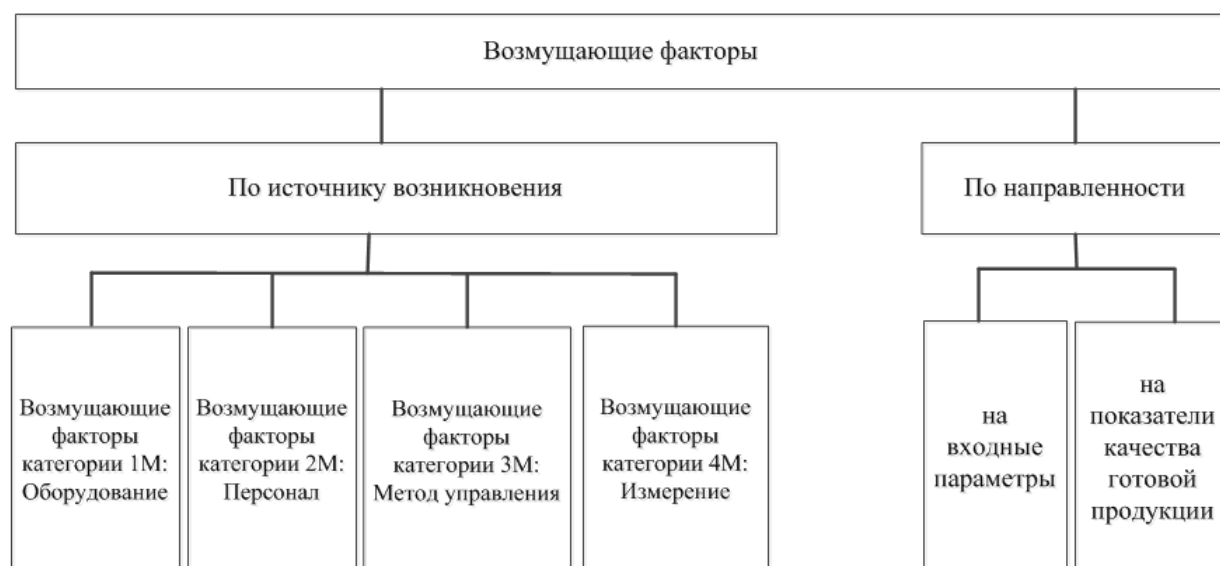 Возмущающие факторы
По источнику возникновения
По направленности
Возмущающие
факторы
категории 1М:
Оборудование
Возмущающие
факторы
категории 2М:
Персонал
Возмущающие
факторы
категории 3М:
Метод управления
Возмущающие
факторы
категории 4М:
Измерение
на
входные
параметры
на
показатели
качества
готовой
продукции